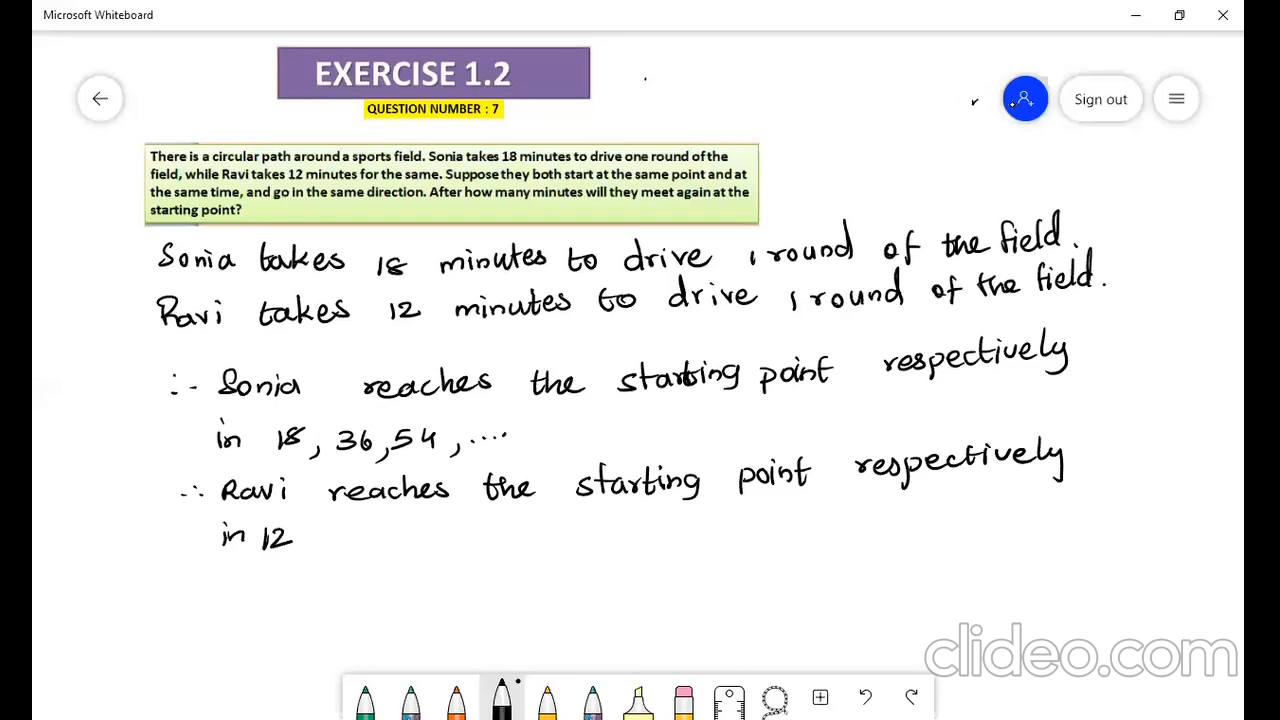 Microsoft Whiteboard
EXERCISE 1.2
QUESTION NUMBER : 7
Sign out
There is a circular path around a sports field. Sonia takes 18 minutes to drive one round of the
field, while Ravi takes 12 minutes for the same. Suppose they both start at the same point and at
the same time, and go in the same direction. After how many minutes will they meet again at the
starting point?
Sonia takes 18 minutes to drive 1 round of the field.
Ravi takes 12 minutes to drive 1 round of the field.
∴ Sonia reaches the starting point respectively
in 18, 36, 54, ....
∴ Ravi reaches the starting point respectively
in 12
clideo.com